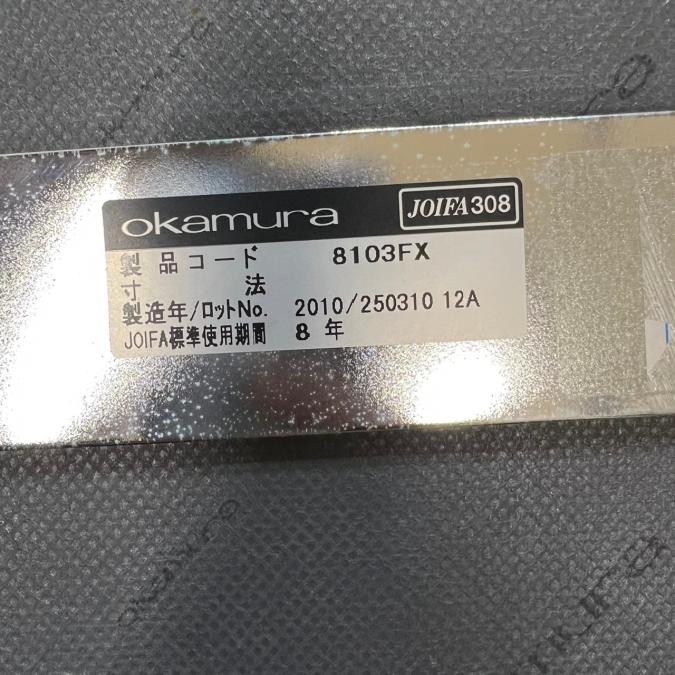 okamura JOIFA308
製品コード 8103FX
寸法
製造年/ロットNo. 2010/250310 12A
JOIFA標準使用期間 8年
okamura